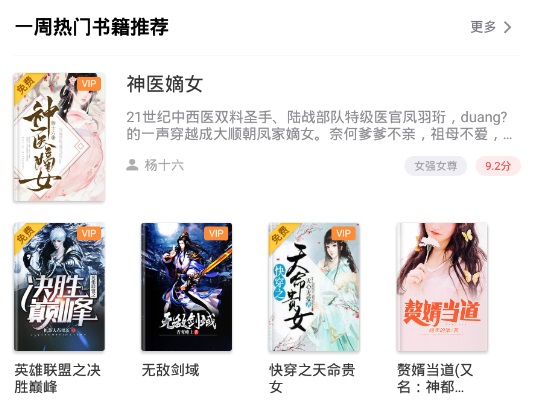 一周热门书籍推荐
更多
免费
VIP
神医嫡女
神医嫡女
21世纪中西医双料圣手、陆战部队特级医官凤羽珩，duang?
的一声穿越成大顺朝凤家嫡女。奈何爹爹不亲，祖母不爱，...
杨十六
女强女尊
9.2分
免费
VIP
决胜巅峰
VIP
无敌剑域
免费
VIP
快穿之
天命贵女
赘婿当道
英雄联盟之决
胜巅峰
无敌剑域
快穿之天命贵
女
赘婿当道(又
名：神都...